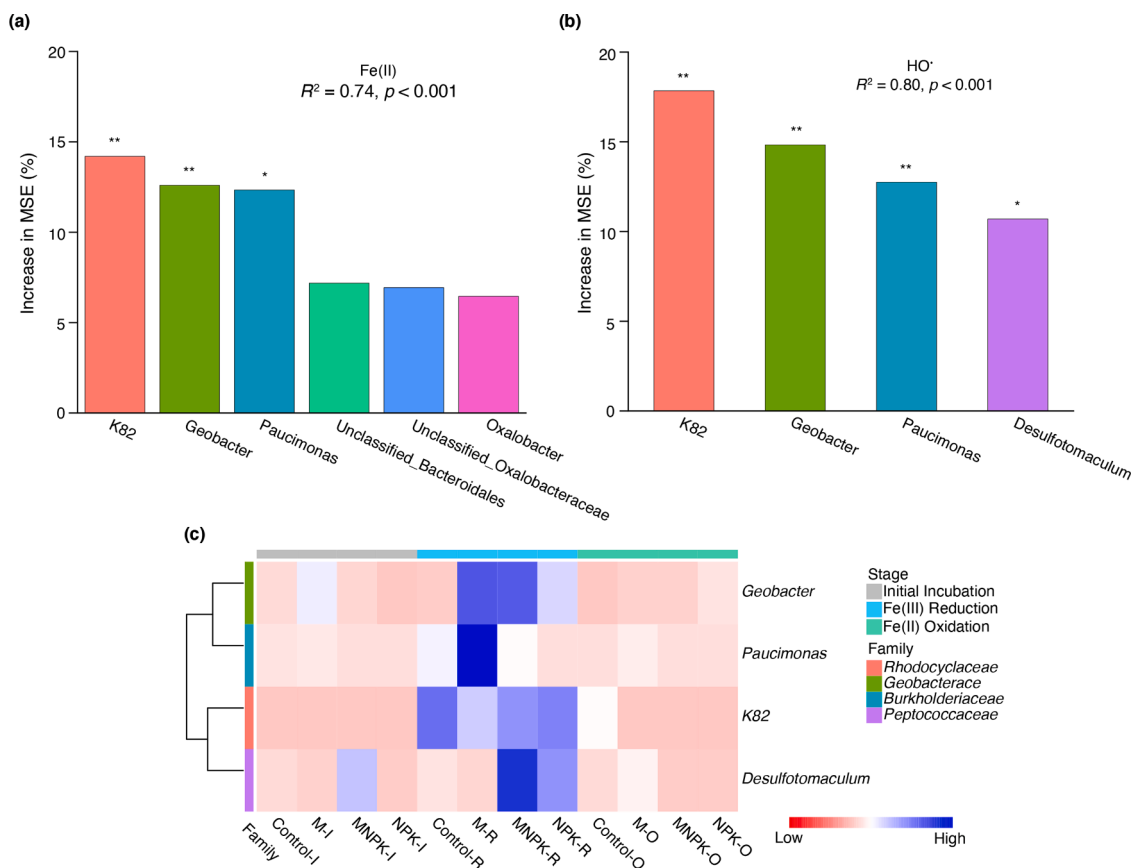 (a)
20
15
10
5
0
Increase in MSE (%)
Fe(II)
R² = 0.74, p < 0.001
**
**
*
K82
Geobacter
Paucimonas
Unclassified_Bacteroidales
Unclassified_Oxalobacteraceae
Oxalobacter
(b)
20
15
10
5
0
Increase in MSE (%)
HO•
R² = 0.80, p < 0.001
**
**
**
*
K82
Geobacter
Paucimonas
Desulfotomaculum
(c)
Geobacter
Paucimonas
K82
Desulfotomaculum
Family
Control-I
M-I
MNPK-I
NPK-I
Control-R
M-R
MNPK-R
NPK-R
Control-O
M-O
MNPK-O
NPK-O
Stage
Initial Incubation
Fe(III) Reduction
Fe(II) Oxidation
Family
Rhodocyclaceae
Geobacterace
Burkholderiaceae
Peptococcaceae
Low
High